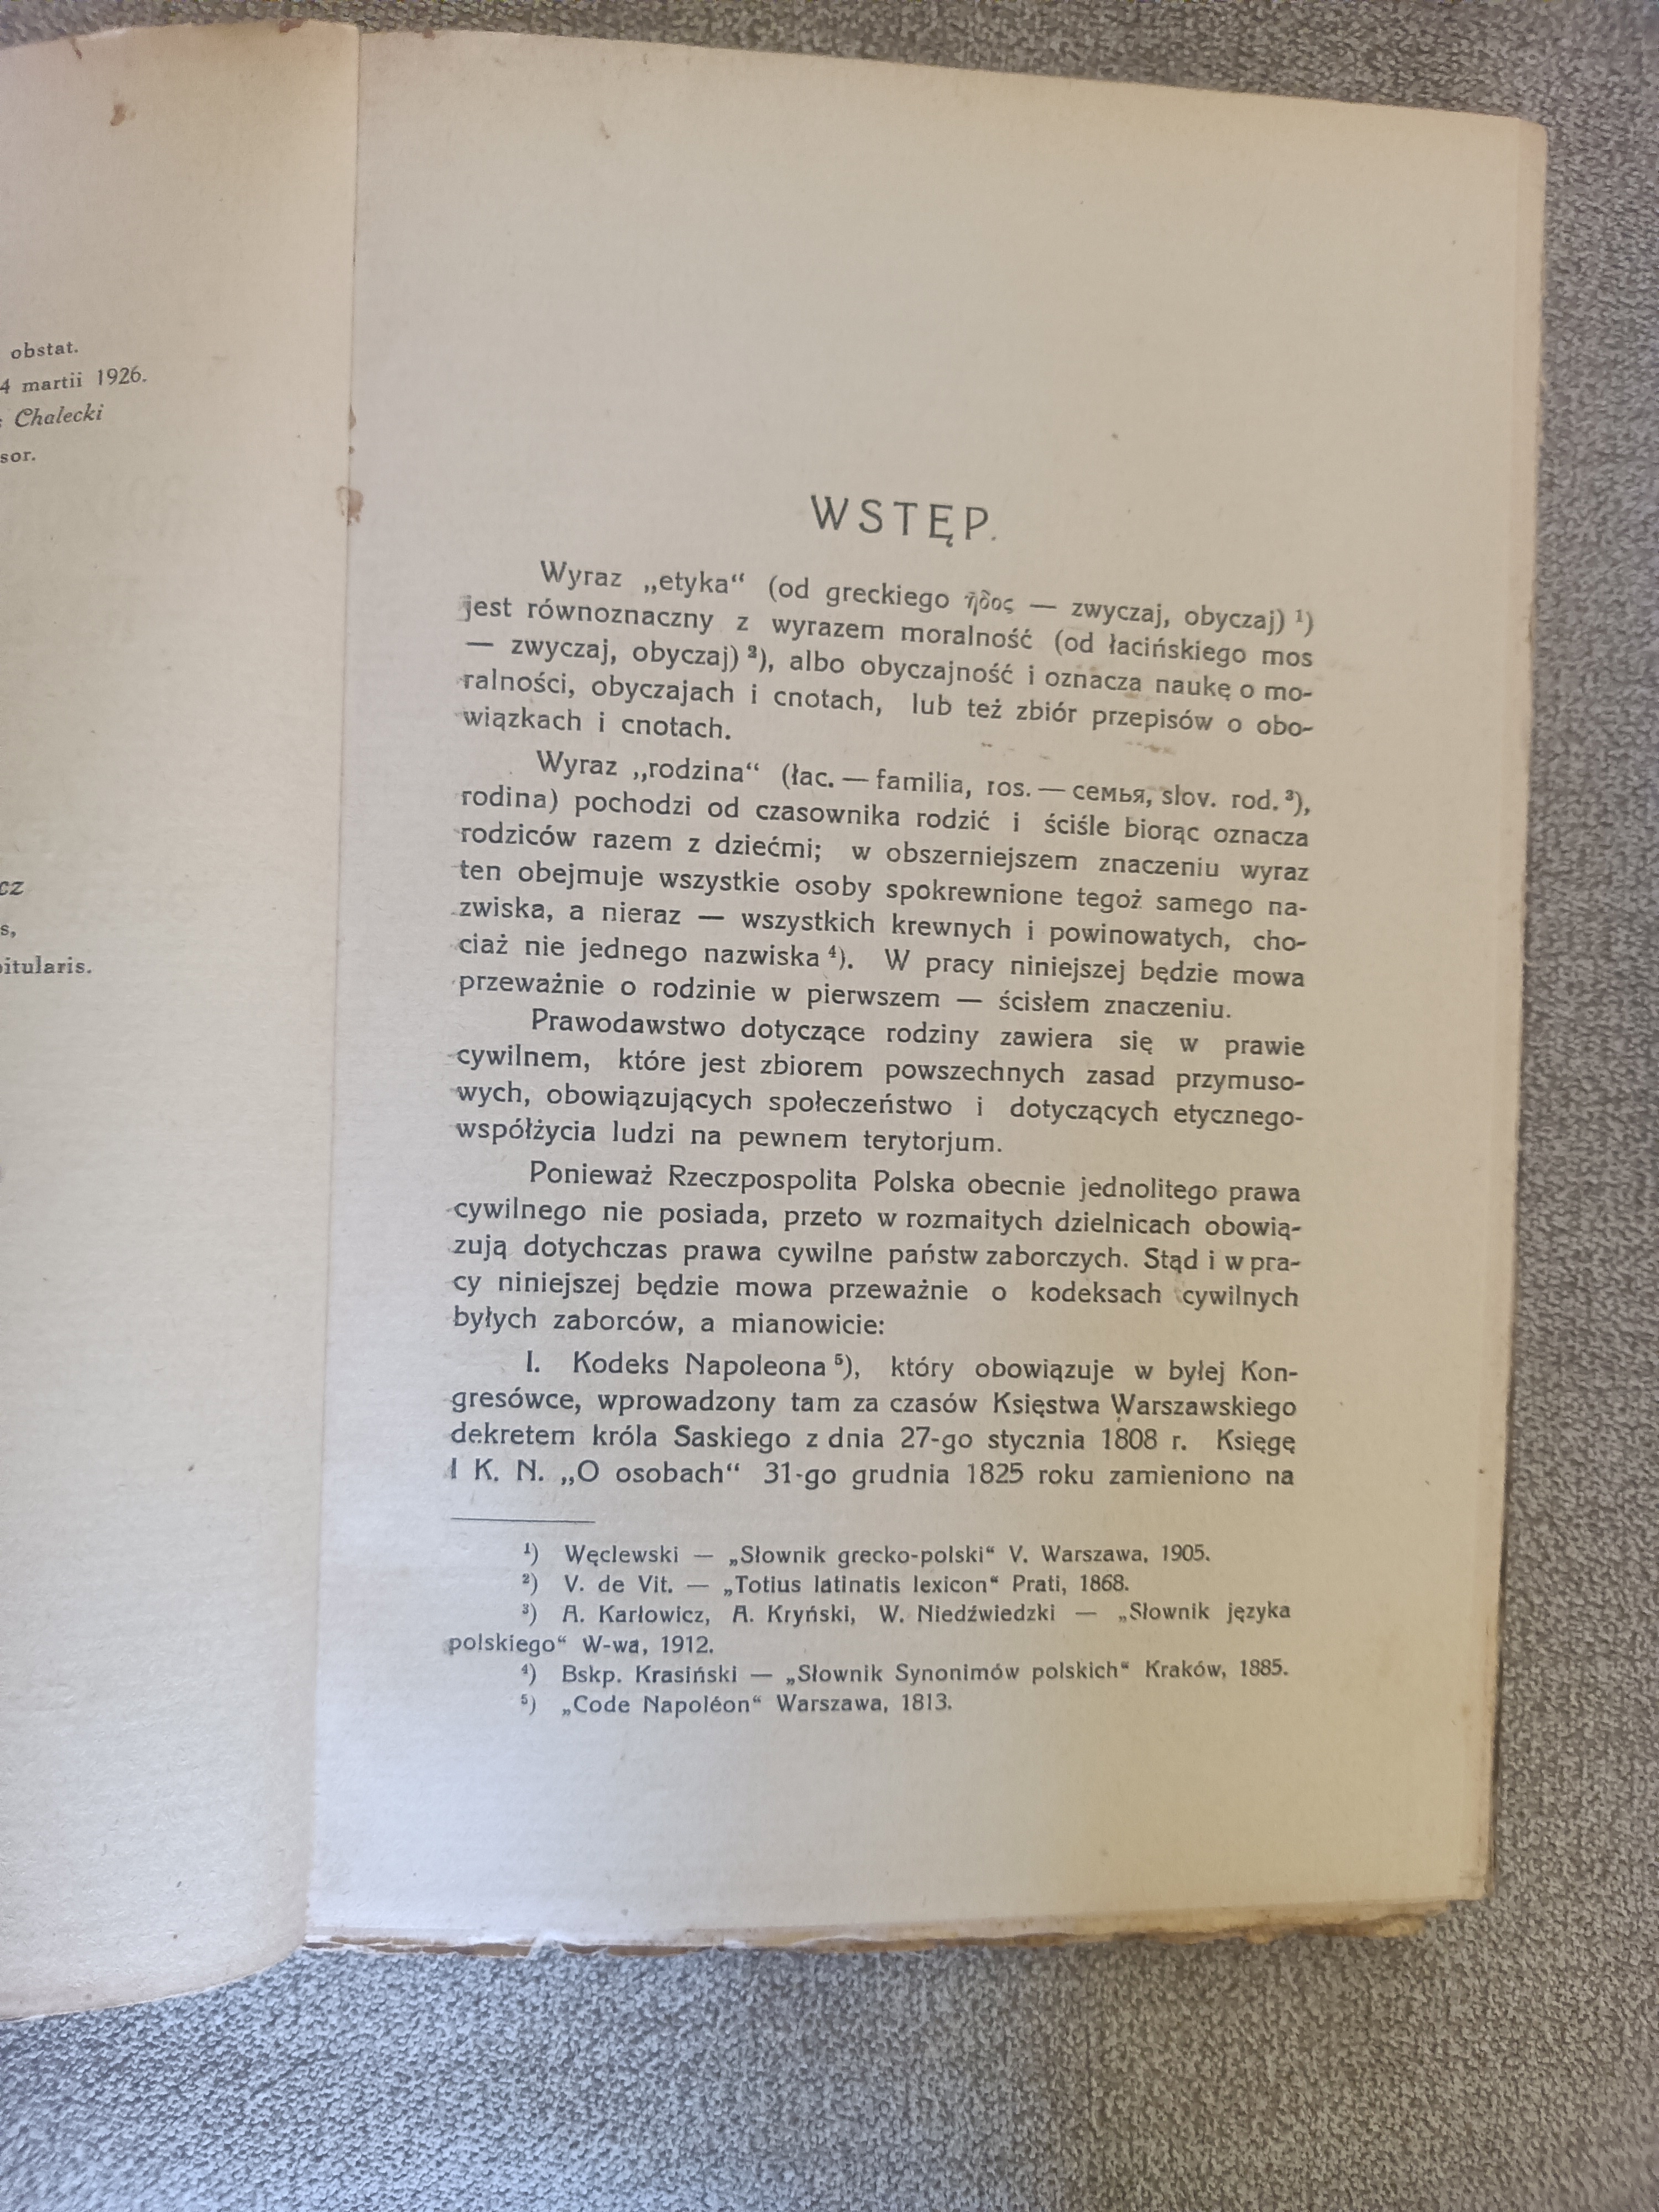 obstat.
4 martii 1926.
Chalecki
sor.
cz
s,
itularis.
WSTĘP.
Wyraz „etyka“ (od greckiego ἦδος — zwyczaj, obyczaj) ¹)
jest równoznaczny z wyrazem moralność (od łacińskiego mos
— zwyczaj, obyczaj) ²), albo obyczajność i oznacza naukę o mo-
ralności, obyczajach i cnotach, lub też zbiór przepisów o obo-
wiązkach i cnotach.
Wyraz „rodzina“ (łac. — familia, ros. — семья, slov. rod. ³),
rodina) pochodzi od czasownika rodzić i ściśle biorąc oznacza
rodziców razem z dziećmi; w obszerniejszem znaczeniu wyraz
ten obejmuje wszystkie osoby spokrewnione tegoż samego na-
zwiska, a nieraz — wszystkich krewnych i powinowatych, cho-
ciaż nie jednego nazwiska ⁴). W pracy niniejszej będzie mowa
przeważnie o rodzinie w pierwszem — ścisłem znaczeniu.
Prawodawstwo dotyczące rodziny zawiera się w prawie
cywilnem, które jest zbiorem powszechnych zasad przymuso-
wych, obowiązujących społeczeństwo i dotyczących etycznego-
współżycia ludzi na pewnem terytorjum.
Ponieważ Rzeczpospolita Polska obecnie jednolitego prawa
cywilnego nie posiada, przeto w rozmaitych dzielnicach obowią-
zują dotychczas prawa cywilne państw zaborczych. Stąd i w pra-
cy niniejszej będzie mowa przeważnie o kodeksach cywilnych
byłych zaborców, a mianowicie:
I. Kodeks Napoleona ⁵), który obowiązuje w byłej Kon-
gresówce, wprowadzony tam za czasów Księstwa Warszawskiego
dekretem króla Saskiego z dnia 27-go stycznia 1808 r. Księgę
I K. N. „O osobach“ 31-go grudnia 1825 roku zamieniono na
¹) Węclewski — „Słownik grecko-polski“ V. Warszawa, 1905.
²) V. de Vit. — „Totius latinatis lexicon“ Prati, 1868.
³) A. Karłowicz, A. Kryński, W. Niedźwiedzki — „Słownik języka
polskiego“ W-wa, 1912.
⁴) Bskp. Krasiński — „Słownik Synonimów polskich“ Kraków, 1885.
⁵) „Code Napoléon“ Warszawa, 1813.